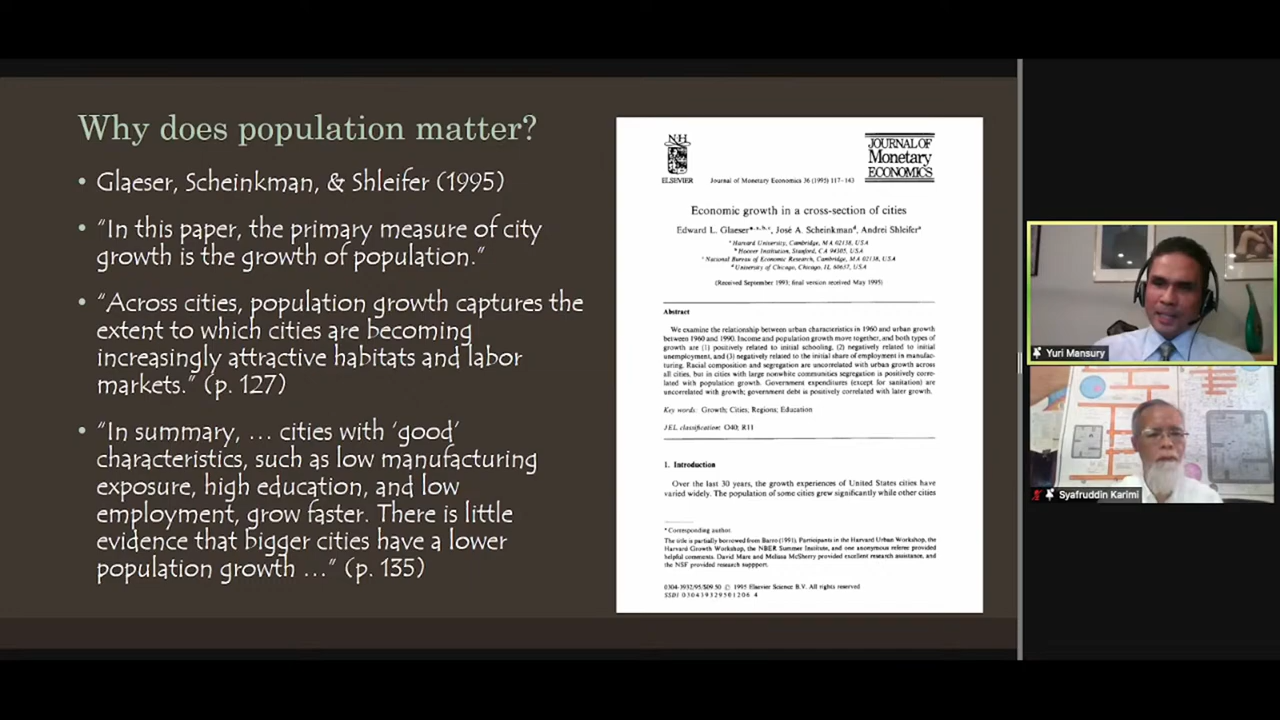 Why does population matter?
• Glaeser, Scheinkman, & Shleifer (1995)
• “In this paper, the primary measure of city
growth is the growth of population.”
• “Across cities, population growth captures the
extent to which cities are becoming
increasingly attractive habitats and labor
markets.” (p. 127)
• “In summary, … cities with ‘good’
characteristics, such as low manufacturing
exposure, high education, and low
employment, grow faster. There is little
evidence that bigger cities have a lower
population growth …” (p. 135)
N·H
ELSEVIER
Journal of Monetary Economics 36 (1995) 117–143
JOURNAL OF
Monetary
ECONOMICS
Economic growth in a cross-section of cities
Edward L. Glaeser*,a,b,c, José A. Scheinkmanᵈ, Andrei Shleiferᵃ
ᵃ Harvard University, Cambridge, MA 02138, USA
ᵇ Hoover Institution, Stanford, CA 94305, USA
ᶜ National Bureau of Economic Research, Cambridge, MA 02138, USA
ᵈ University of Chicago, Chicago, IL 60637, USA
(Received September 1993; final version received May 1995)
Abstract
We examine the relationship between urban characteristics in 1960 and urban growth
between 1960 and 1990. Income and population growth move together, and both types of
growth are (1) positively related to initial schooling, (2) negatively related to initial
unemployment, and (3) negatively related to the initial share of employment in manufac-
turing. Racial composition and segregation are uncorrelated with urban growth across
all cities, but in cities with large nonwhite communities segregation is positively corre-
lated with population growth. Government expenditures (except for sanitation) are
uncorrelated with growth; government debt is positively correlated with later growth.
Key words: Growth; Cities, Regions; Education
JEL classification: O40; R11
1. Introduction
Over the last 30 years, the growth experiences of United States cities have
varied widely. The population of some cities grew significantly while other cities
* Corresponding author.
The title is partially borrowed from Barro (1991). Participants in the Harvard Urban Workshop, the
Harvard Growth Workshop, the NBER Summer Institute, and one anonymous referee provided
helpful comments. David Mare and Melissa McSherry provided excellent research assistance, and
the NSF provided research suppport.
0304-3932/95/$09.50 © 1995 Elsevier Science B.V. All rights reserved
SSDI 030439329501206 4
Yuri Mansury
Syafruddin Karimi